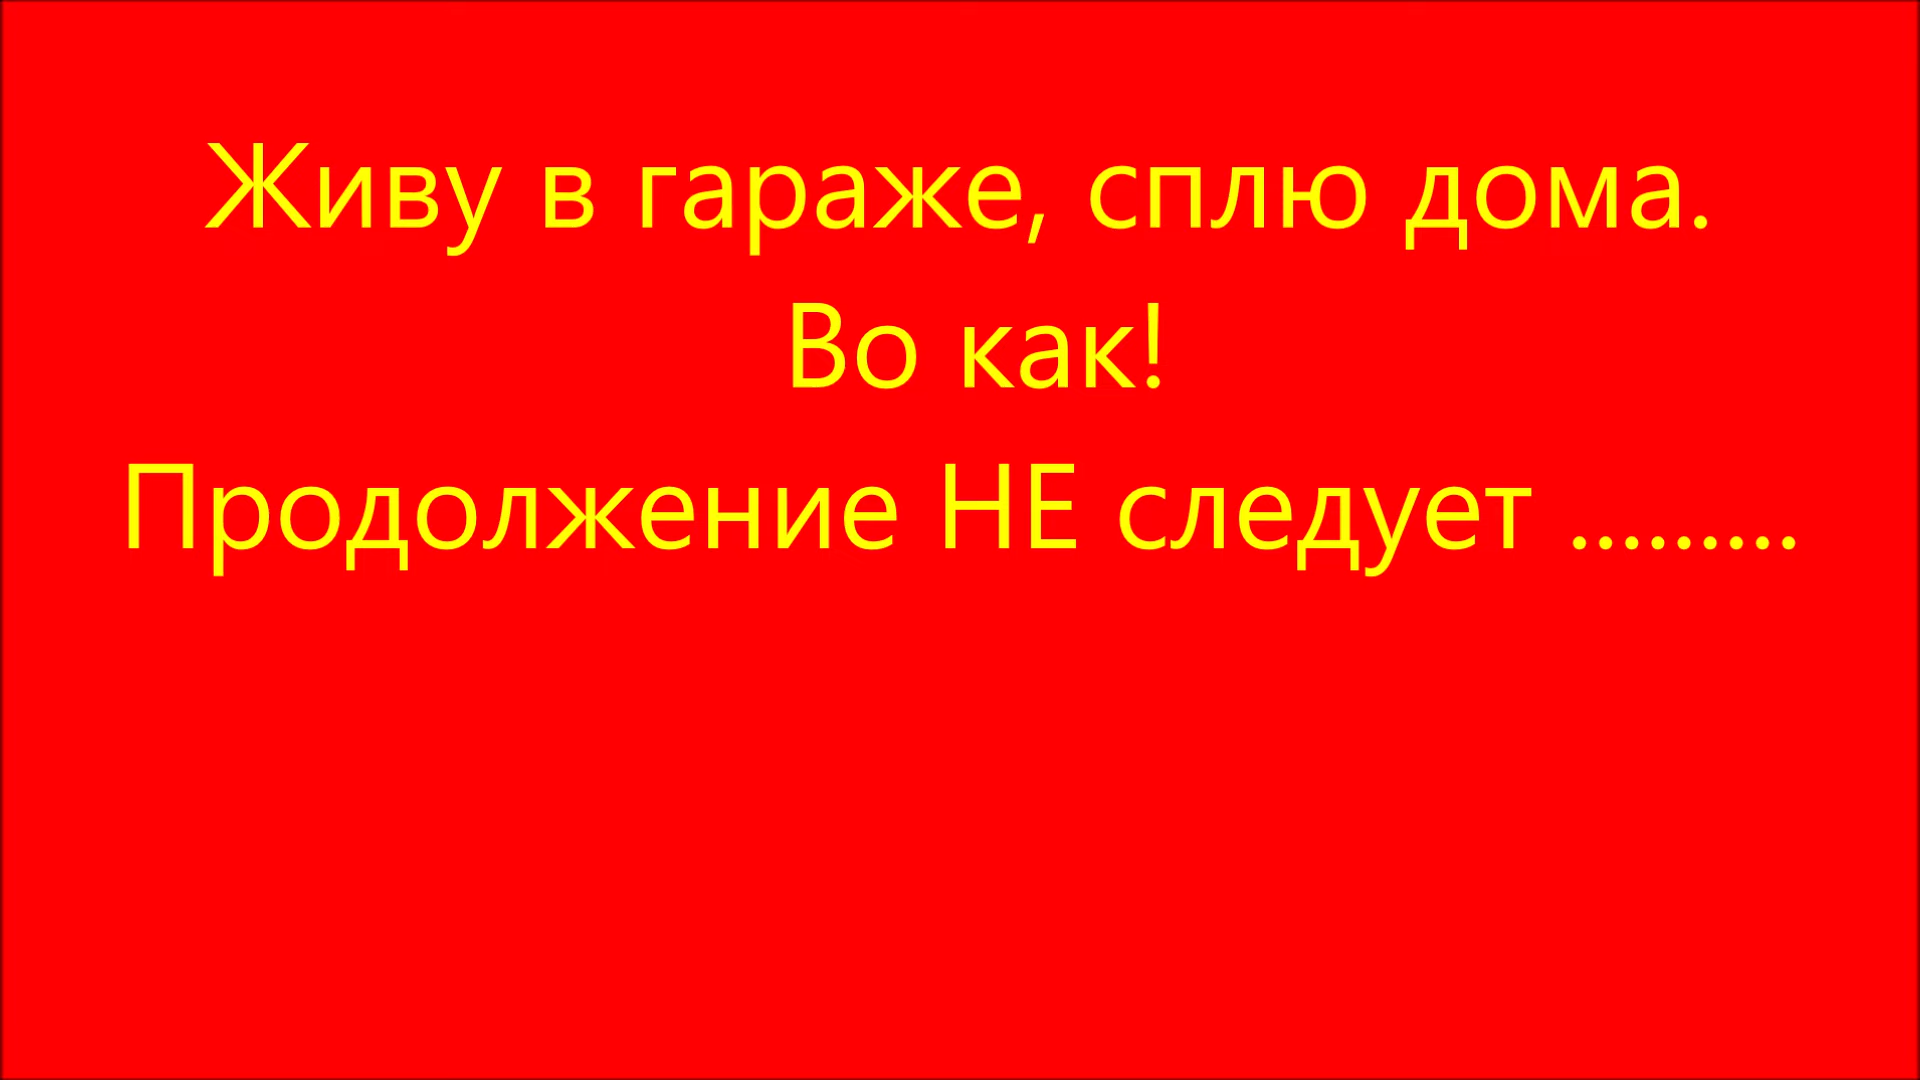 Живу в гараже, сплю дома.
Во как!
Продолжение НЕ следует .........